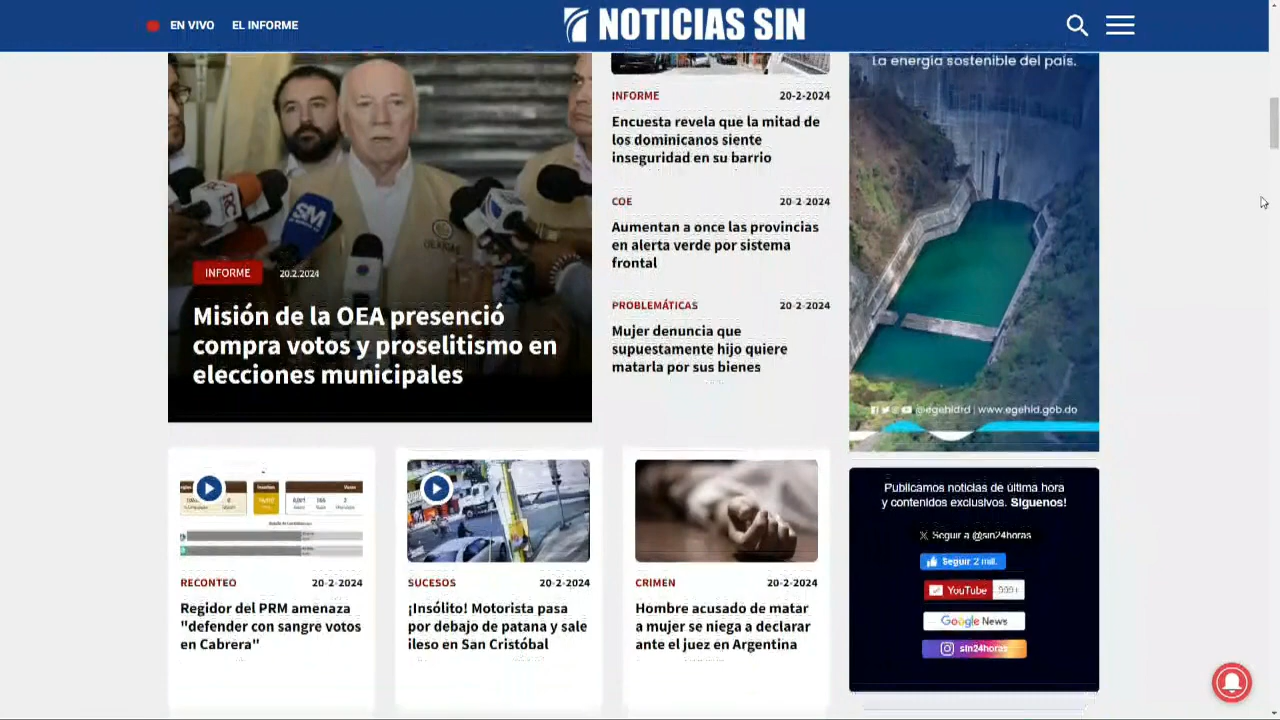 EN VIVO
EL INFORME
NOTICIAS SIN
SM
INFORME
20.2.2024
Misión de la OEA presenció
compra votos y proselitismo en
elecciones municipales
INFORME 20-2-2024
Encuesta revela que la mitad de
los dominicanos siente
inseguridad en su barrio
COE 20-2-2024
Aumentan a once las provincias
en alerta verde por sistema
frontal
PROBLEMÁTICAS 20-2-2024
Mujer denuncia que
supuestamente hijo quiere
matarla por sus bienes
La energía sostenible del país.
@egehidrd | www.egehid.gob.do
RECONTEO 20-2-2024
Regidor del PRM amenaza
"defender con sangre votos
en Cabrera"
SUCESOS 20-2-2024
¡Insólito! Motorista pasa
por debajo de patana y sale
ileso en San Cristóbal
CRIMEN 20-2-2024
Hombre acusado de matar
a mujer se niega a declarar
ante el juez en Argentina
Publicamos noticias de última hora
y contenidos exclusivos. Síguenos!
X Seguir a @sin24horas
Seguir 2 mil.
YouTube 999+
Google News
sin24horas